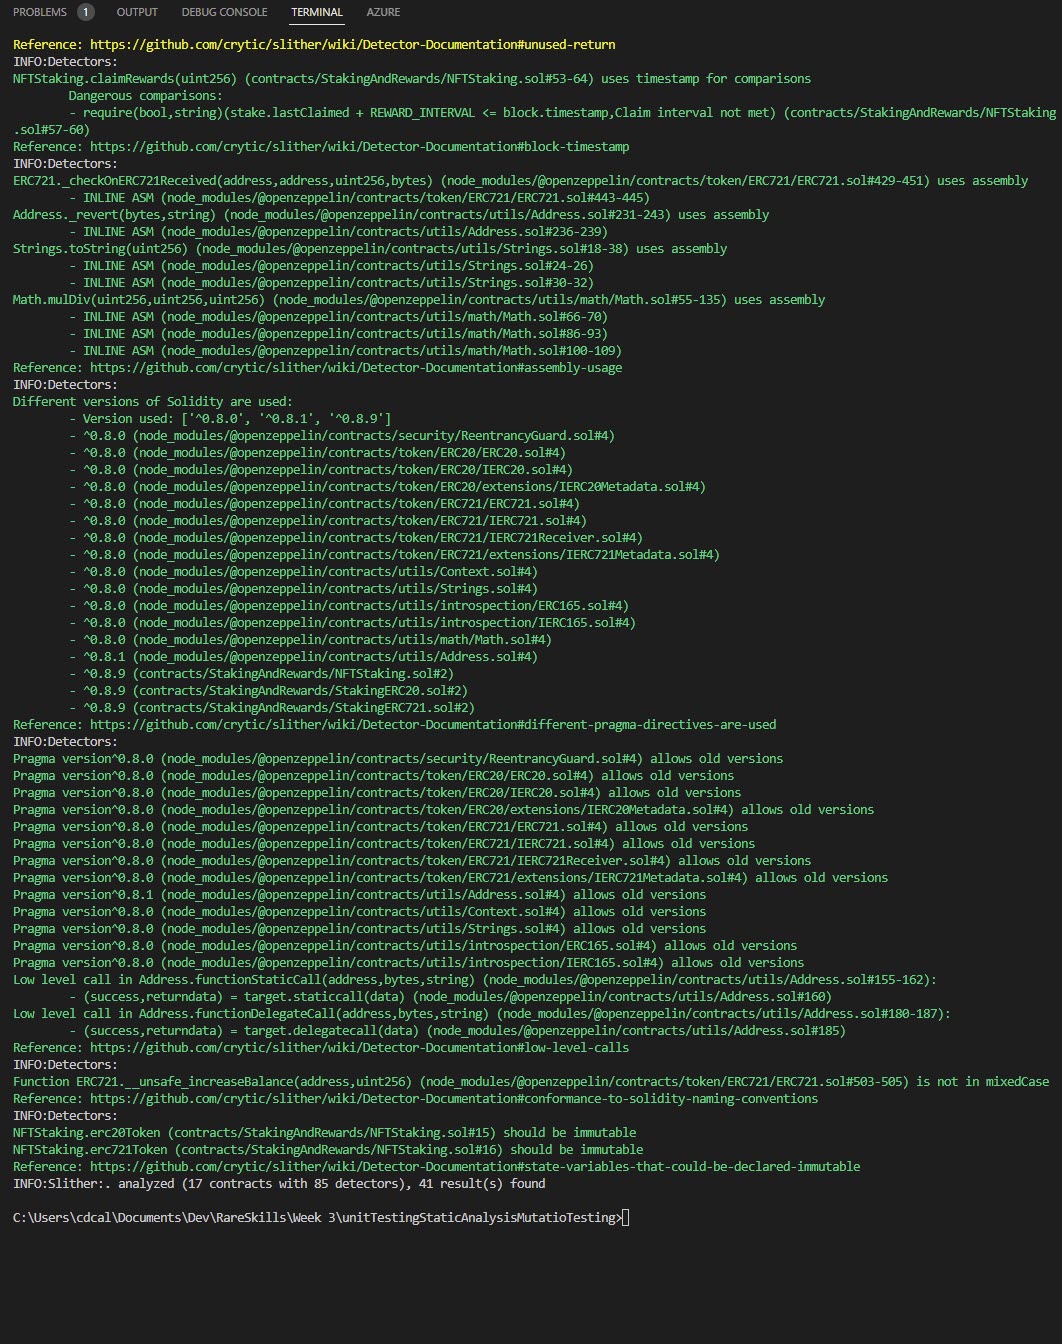 PROBLEMS 1 OUTPUT DEBUG CONSOLE TERMINAL AZURE
Reference: https://github.com/crytic/slither/wiki/Detector-Documentation#unused-return
INFO:Detectors:
NFTStaking.claimRewards(uint256) (contracts/StakingAndRewards/NFTStaking.sol#53-64) uses timestamp for comparisons
        Dangerous comparisons:
        - require(bool,string)(stake.lastClaimed + REWARD_INTERVAL <= block.timestamp,Claim interval not met) (contracts/StakingAndRewards/NFTStaking
.sol#57-60)
Reference: https://github.com/crytic/slither/wiki/Detector-Documentation#block-timestamp
INFO:Detectors:
ERC721._checkOnERC721Received(address,address,uint256,bytes) (node_modules/@openzeppelin/contracts/token/ERC721/ERC721.sol#429-451) uses assembly
        - INLINE ASM (node_modules/@openzeppelin/contracts/token/ERC721/ERC721.sol#443-445)
Address._revert(bytes,string) (node_modules/@openzeppelin/contracts/utils/Address.sol#231-243) uses assembly
        - INLINE ASM (node_modules/@openzeppelin/contracts/utils/Address.sol#236-239)
Strings.toString(uint256) (node_modules/@openzeppelin/contracts/utils/Strings.sol#18-38) uses assembly
        - INLINE ASM (node_modules/@openzeppelin/contracts/utils/Strings.sol#24-26)
        - INLINE ASM (node_modules/@openzeppelin/contracts/utils/Strings.sol#30-32)
Math.mulDiv(uint256,uint256,uint256) (node_modules/@openzeppelin/contracts/utils/math/Math.sol#55-135) uses assembly
        - INLINE ASM (node_modules/@openzeppelin/contracts/utils/math/Math.sol#66-70)
        - INLINE ASM (node_modules/@openzeppelin/contracts/utils/math/Math.sol#86-93)
        - INLINE ASM (node_modules/@openzeppelin/contracts/utils/math/Math.sol#100-109)
Reference: https://github.com/crytic/slither/wiki/Detector-Documentation#assembly-usage
INFO:Detectors:
Different versions of Solidity are used:
        - Version used: ['^0.8.0', '^0.8.1', '^0.8.9']
        - ^0.8.0 (node_modules/@openzeppelin/contracts/security/ReentrancyGuard.sol#4)
        - ^0.8.0 (node_modules/@openzeppelin/contracts/token/ERC20/ERC20.sol#4)
        - ^0.8.0 (node_modules/@openzeppelin/contracts/token/ERC20/IERC20.sol#4)
        - ^0.8.0 (node_modules/@openzeppelin/contracts/token/ERC20/extensions/IERC20Metadata.sol#4)
        - ^0.8.0 (node_modules/@openzeppelin/contracts/token/ERC721/ERC721.sol#4)
        - ^0.8.0 (node_modules/@openzeppelin/contracts/token/ERC721/IERC721.sol#4)
        - ^0.8.0 (node_modules/@openzeppelin/contracts/token/ERC721/IERC721Receiver.sol#4)
        - ^0.8.0 (node_modules/@openzeppelin/contracts/token/ERC721/extensions/IERC721Metadata.sol#4)
        - ^0.8.0 (node_modules/@openzeppelin/contracts/utils/Context.sol#4)
        - ^0.8.0 (node_modules/@openzeppelin/contracts/utils/Strings.sol#4)
        - ^0.8.0 (node_modules/@openzeppelin/contracts/utils/introspection/ERC165.sol#4)
        - ^0.8.0 (node_modules/@openzeppelin/contracts/utils/introspection/IERC165.sol#4)
        - ^0.8.0 (node_modules/@openzeppelin/contracts/utils/math/Math.sol#4)
        - ^0.8.1 (node_modules/@openzeppelin/contracts/utils/Address.sol#4)
        - ^0.8.9 (contracts/StakingAndRewards/NFTStaking.sol#2)
        - ^0.8.9 (contracts/StakingAndRewards/StakingERC20.sol#2)
        - ^0.8.9 (contracts/StakingAndRewards/StakingERC721.sol#2)
Reference: https://github.com/crytic/slither/wiki/Detector-Documentation#different-pragma-directives-are-used
INFO:Detectors:
Pragma version^0.8.0 (node_modules/@openzeppelin/contracts/security/ReentrancyGuard.sol#4) allows old versions
Pragma version^0.8.0 (node_modules/@openzeppelin/contracts/token/ERC20/ERC20.sol#4) allows old versions
Pragma version^0.8.0 (node_modules/@openzeppelin/contracts/token/ERC20/IERC20.sol#4) allows old versions
Pragma version^0.8.0 (node_modules/@openzeppelin/contracts/token/ERC20/extensions/IERC20Metadata.sol#4) allows old versions
Pragma version^0.8.0 (node_modules/@openzeppelin/contracts/token/ERC721/ERC721.sol#4) allows old versions
Pragma version^0.8.0 (node_modules/@openzeppelin/contracts/token/ERC721/IERC721.sol#4) allows old versions
Pragma version^0.8.0 (node_modules/@openzeppelin/contracts/token/ERC721/IERC721Receiver.sol#4) allows old versions
Pragma version^0.8.0 (node_modules/@openzeppelin/contracts/token/ERC721/extensions/IERC721Metadata.sol#4) allows old versions
Pragma version^0.8.1 (node_modules/@openzeppelin/contracts/utils/Address.sol#4) allows old versions
Pragma version^0.8.0 (node_modules/@openzeppelin/contracts/utils/Context.sol#4) allows old versions
Pragma version^0.8.0 (node_modules/@openzeppelin/contracts/utils/Strings.sol#4) allows old versions
Pragma version^0.8.0 (node_modules/@openzeppelin/contracts/utils/introspection/ERC165.sol#4) allows old versions
Pragma version^0.8.0 (node_modules/@openzeppelin/contracts/utils/introspection/IERC165.sol#4) allows old versions
Low level call in Address.functionStaticCall(address,bytes,string) (node_modules/@openzeppelin/contracts/utils/Address.sol#155-162):
        - (success,returndata) = target.staticcall(data) (node_modules/@openzeppelin/contracts/utils/Address.sol#160)
Low level call in Address.functionDelegateCall(address,bytes,string) (node_modules/@openzeppelin/contracts/utils/Address.sol#180-187):
        - (success,returndata) = target.delegatecall(data) (node_modules/@openzeppelin/contracts/utils/Address.sol#185)
Reference: https://github.com/crytic/slither/wiki/Detector-Documentation#low-level-calls
INFO:Detectors:
Function ERC721.__unsafe_increaseBalance(address,uint256) (node_modules/@openzeppelin/contracts/token/ERC721/ERC721.sol#503-505) is not in mixedCase
Reference: https://github.com/crytic/slither/wiki/Detector-Documentation#conformance-to-solidity-naming-conventions
INFO:Detectors:
NFTStaking.erc20Token (contracts/StakingAndRewards/NFTStaking.sol#15) should be immutable
NFTStaking.erc721Token (contracts/StakingAndRewards/NFTStaking.sol#16) should be immutable
Reference: https://github.com/crytic/slither/wiki/Detector-Documentation#state-variables-that-could-be-declared-immutable
INFO:Slither:. analyzed (17 contracts with 85 detectors), 41 result(s) found
C:\Users\cdcal\Documents\Dev\RareSkills\Week 3\unitTestingStaticAnalysisMutatioTesting>